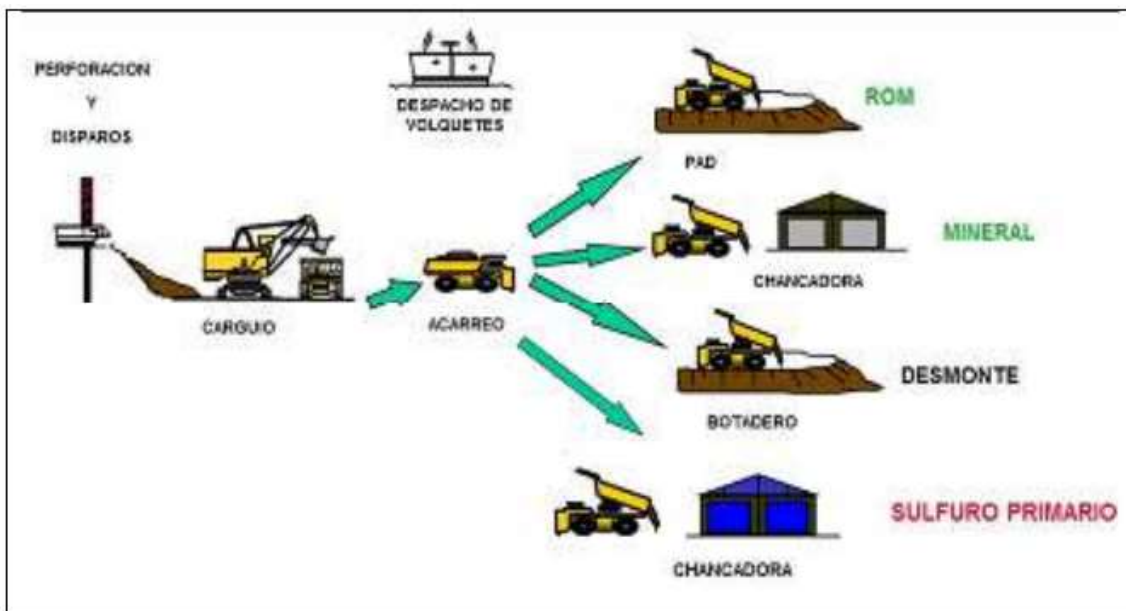 PERFORACION
Y
DISPAROS
DESPACHO DE
VOLQUETES
CARGUIO
ACARREO
PAD
ROM
CHANCADORA
MINERAL
BOTADERO
DESMONTE
CHANCADORA
SULFURO PRIMARIO